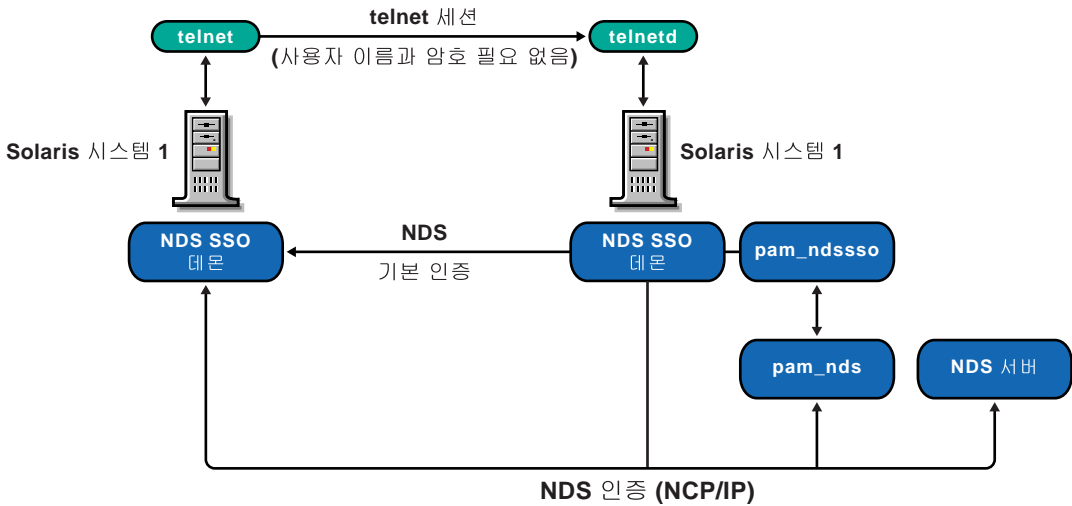 telnet 세션
telnet
telnetd
(사용자 이름과 암호 필요 없음)
Solaris 시스템 1
Solaris 시스템 1
NDS SSO
데몬
NDS
기본 인증
NDS SSO
데몬
pam_ndssso
pam_nds
NDS 서버
NDS 인증 (NCP/IP)